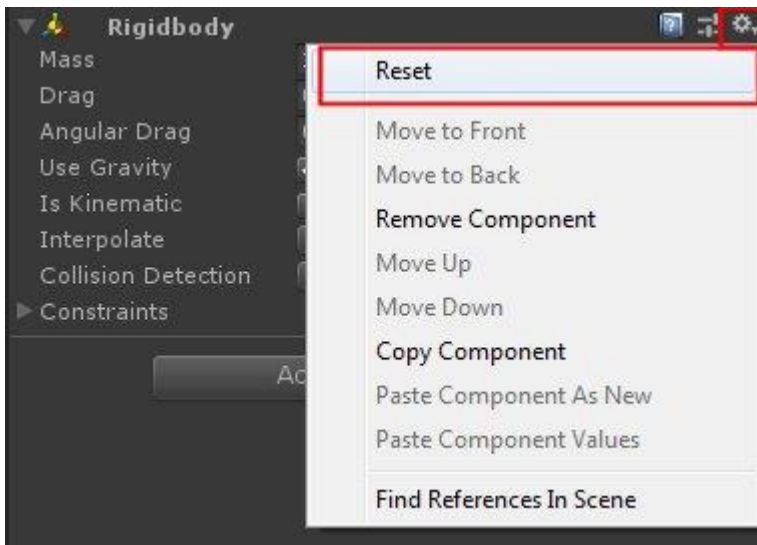 Rigidbody
Mass
Drag
Angular Drag
Use Gravity
Is Kinematic
Interpolate
Collision Detection
Constraints
Reset
Move to Front
Move to Back
Remove Component
Move Up
Move Down
Copy Component
Paste Component As New
Paste Component Values
Find References In Scene